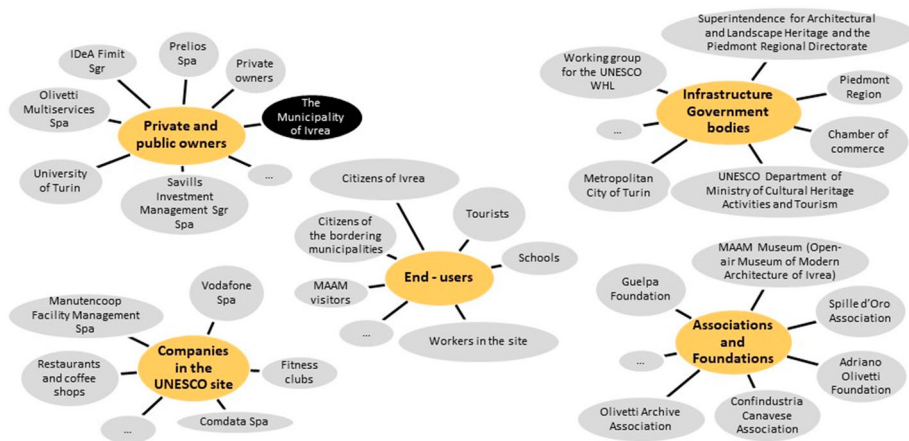 IDeA Fimit
Sgr
Prelios
Spa
Private
owners
Olivetti
Multiservices
Spa
The
Municipality
of Ivrea
Private and
public owners
University
of Turin
Savills
Investment
Management Sgr
Spa
...
Superintendence for Architectural
and Landscape Heritage and the
Piedmont Regional Directorate
Working group
for the UNESCO
WHL
Piedmont
Region
Infrastructure
Government
bodies
...
Chamber of
commerce
Metropolitan
City of Turin
UNESCO Department of
Ministry of Cultural Heritage
Activities and Tourism
Citizens of Ivrea
Tourists
Citizens of
the bordering
municipalities
Schools
End - users
MAAM
visitors
...
Workers in the site
Manutencoop
Facility Management
Spa
Vodafone
Spa
Companies
in the
UNESCO site
Restaurants
and coffee
shops
Fitness
clubs
...
Comdata Spa
MAAM Museum (Open-
air Museum of Modern
Architecture of Ivrea)
Guelpa
Foundation
Spille d’Oro
Association
Associations
and
Foundations
...
Adriano
Olivetti
Foundation
Olivetti Archive
Association
Confindustria
Canavese
Association